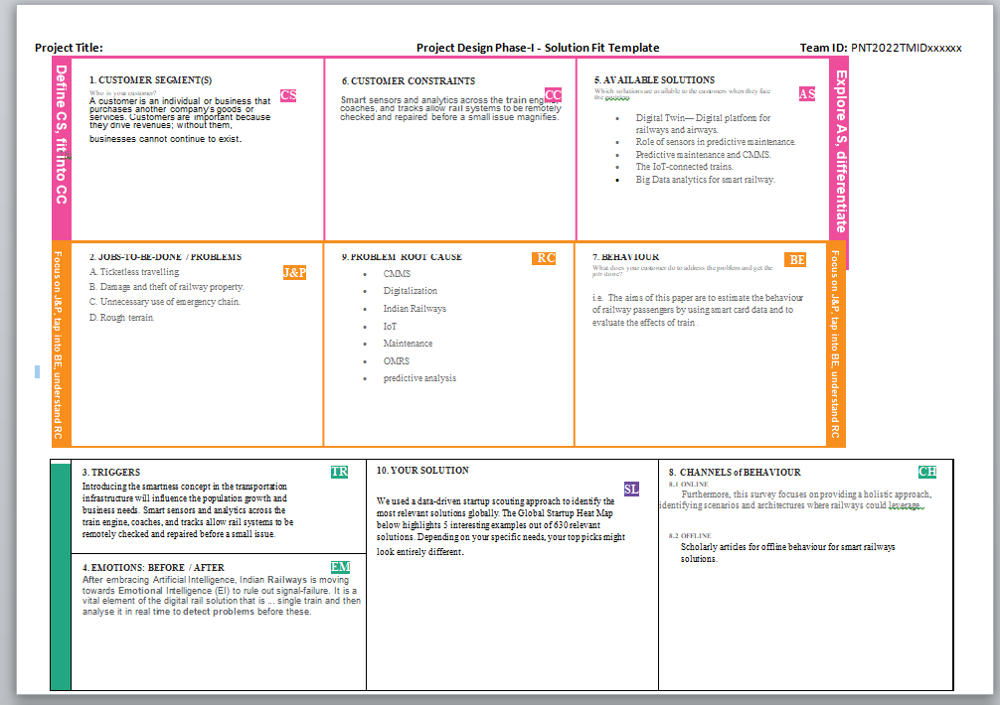 Project Title: Project Design Phase-I - Solution Fit Template Team ID: PNT2022TMIDxxxxxx
Define CS, fit into CC
1. CUSTOMER SEGMENT(S)
Who is your customer?
CS
A customer is an individual or business that
purchases another company's goods or
services. Customers are important because
they drive revenues; without them,
businesses cannot continue to exist.
6. CUSTOMER CONSTRAINTS
CC
Smart sensors and analytics across the train engine,
coaches, and tracks allow rail systems to be remotely
checked and repaired before a small issue magnifies.
5. AVAILABLE SOLUTIONS
Which solutions are available to the customers when they face
the problem
AS
• Digital Twin— Digital platform for
railways and airways.
• Role of sensors in predictive maintenance.
• Predictive maintenance and CMMS.
• The IoT-connected trains.
• Big Data analytics for smart railway.
Explore AS, differentiate
Focus on J&P, tap into BE, understand RC
2. JOBS-TO-BE-DONE / PROBLEMS
J&P
A. Ticketless travelling.
B. Damage and theft of railway property.
C. Unnecessary use of emergency chain.
D. Rough terrain.
9. PROBLEM ROOT CAUSE
RC
• CMMS
• Digitalization
• Indian Railways
• IoT
• Maintenance
• OMRS
• predictive analysis
7. BEHAVIOUR
What does your customer do to address the problem and get the
job done?
BE
i.e. The aims of this paper are to estimate the behaviour
of railway passengers by using smart card data and to
evaluate the effects of train .
Focus on J&P, tap into BE, understand RC
3. TRIGGERS
TR
Introducing the smartness concept in the transportation
infrastructure will influence the population growth and
business needs. Smart sensors and analytics across the
train engine, coaches, and tracks allow rail systems to be
remotely checked and repaired before a small issue.
4. EMOTIONS: BEFORE / AFTER
EM
After embracing Artificial Intelligence, Indian Railways is moving
towards Emotional Intelligence (EI) to rule out signal-failure. It is a
vital element of the digital rail solution that is ... single train and then
analyse it in real time to detect problems before these.
10. YOUR SOLUTION
SL
We used a data-driven startup scouting approach to identify the
most relevant solutions globally. The Global Startup Heat Map
below highlights 5 interesting examples out of 630 relevant
solutions. Depending on your specific needs, your top picks might
look entirely different.
8. CHANNELS of BEHAVIOUR
CH
8.1 ONLINE
Furthermore, this survey focuses on providing a holistic approach,
identifying scenarios and architectures where railways could leverage
8.2 OFFLINE
Scholarly articles for offline behaviour for smart railways
solutions.